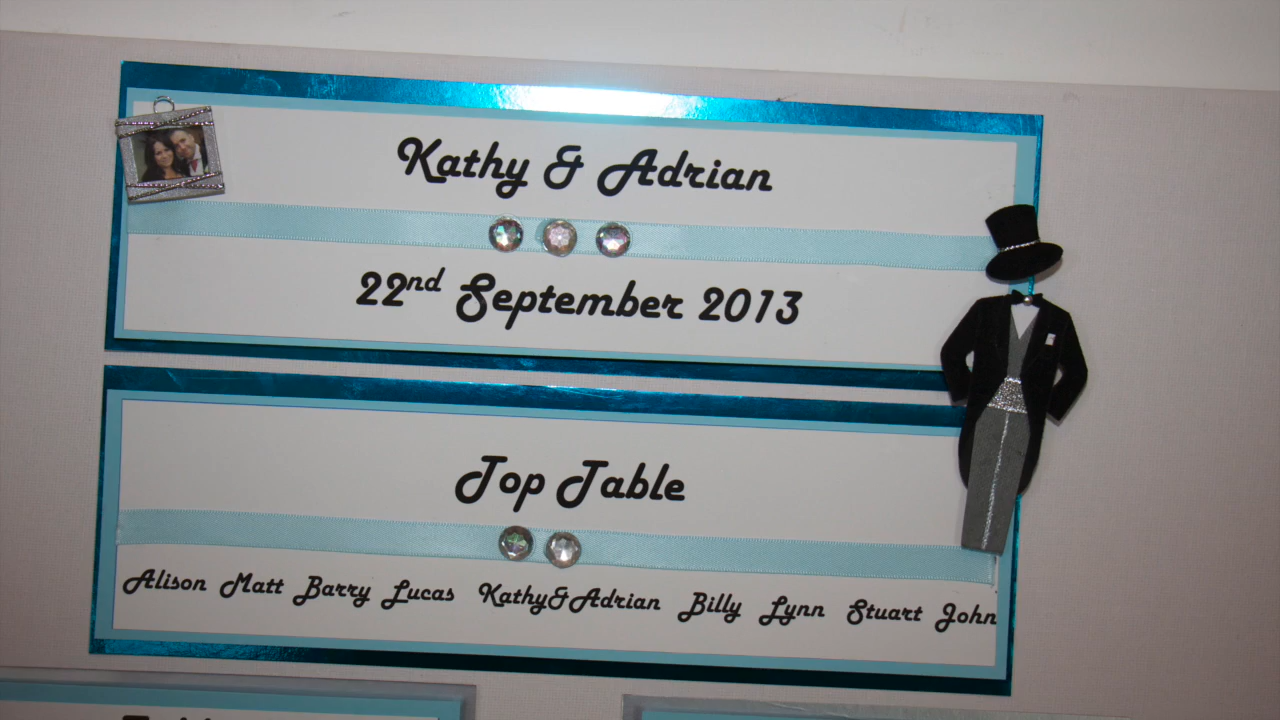 Kathy & Adrian
22nd September 2013
Top Table
Alison Matt Barry Lucas Kathy&Adrian Billy Lynn Stuart John